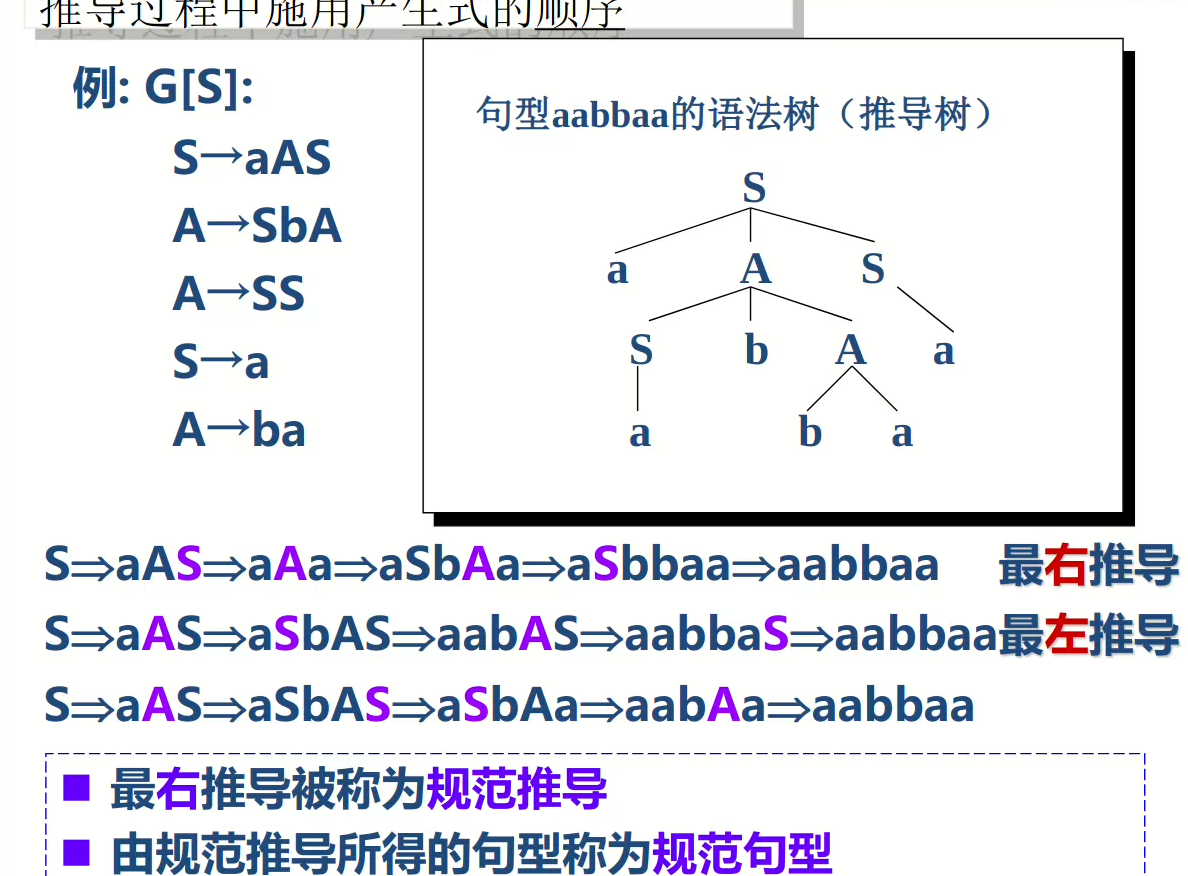 推导过程中施用产生式的顺序
例: G[S]:
S→aAS
A→SbA
A→SS
S→a
A→ba
句型aabbaa的语法树（推导树）
S
a A S
S b A a
a b a
S⇒aAS⇒aAa⇒aSbAa⇒aSbbaa⇒aabbaa 最右推导
S⇒aAS⇒aSbAS⇒aabAS⇒aabbaS⇒aabbaa最左推导
S⇒aAS⇒aSbAS⇒aSbAa⇒aabAa⇒aabbaa
■ 最右推导被称为规范推导
■ 由规范推导所得的句型称为规范句型